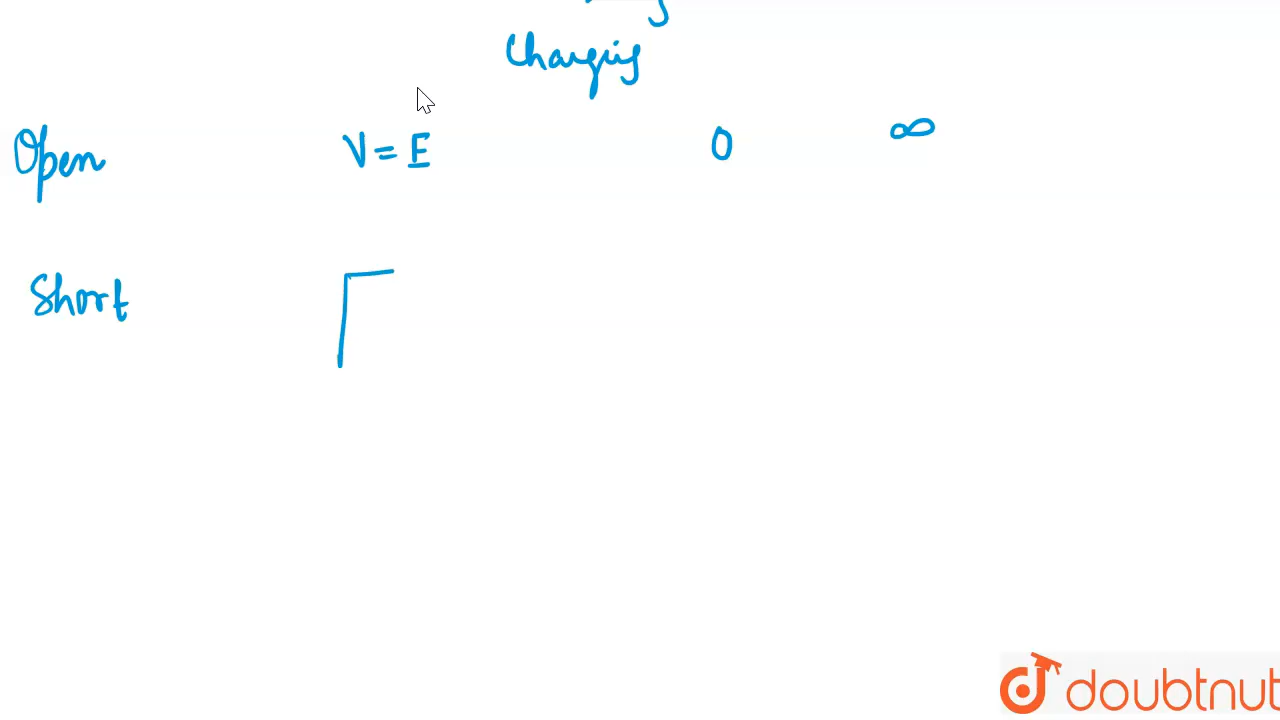 Charging
Open V = E 0 ∞
Short
doubtnut